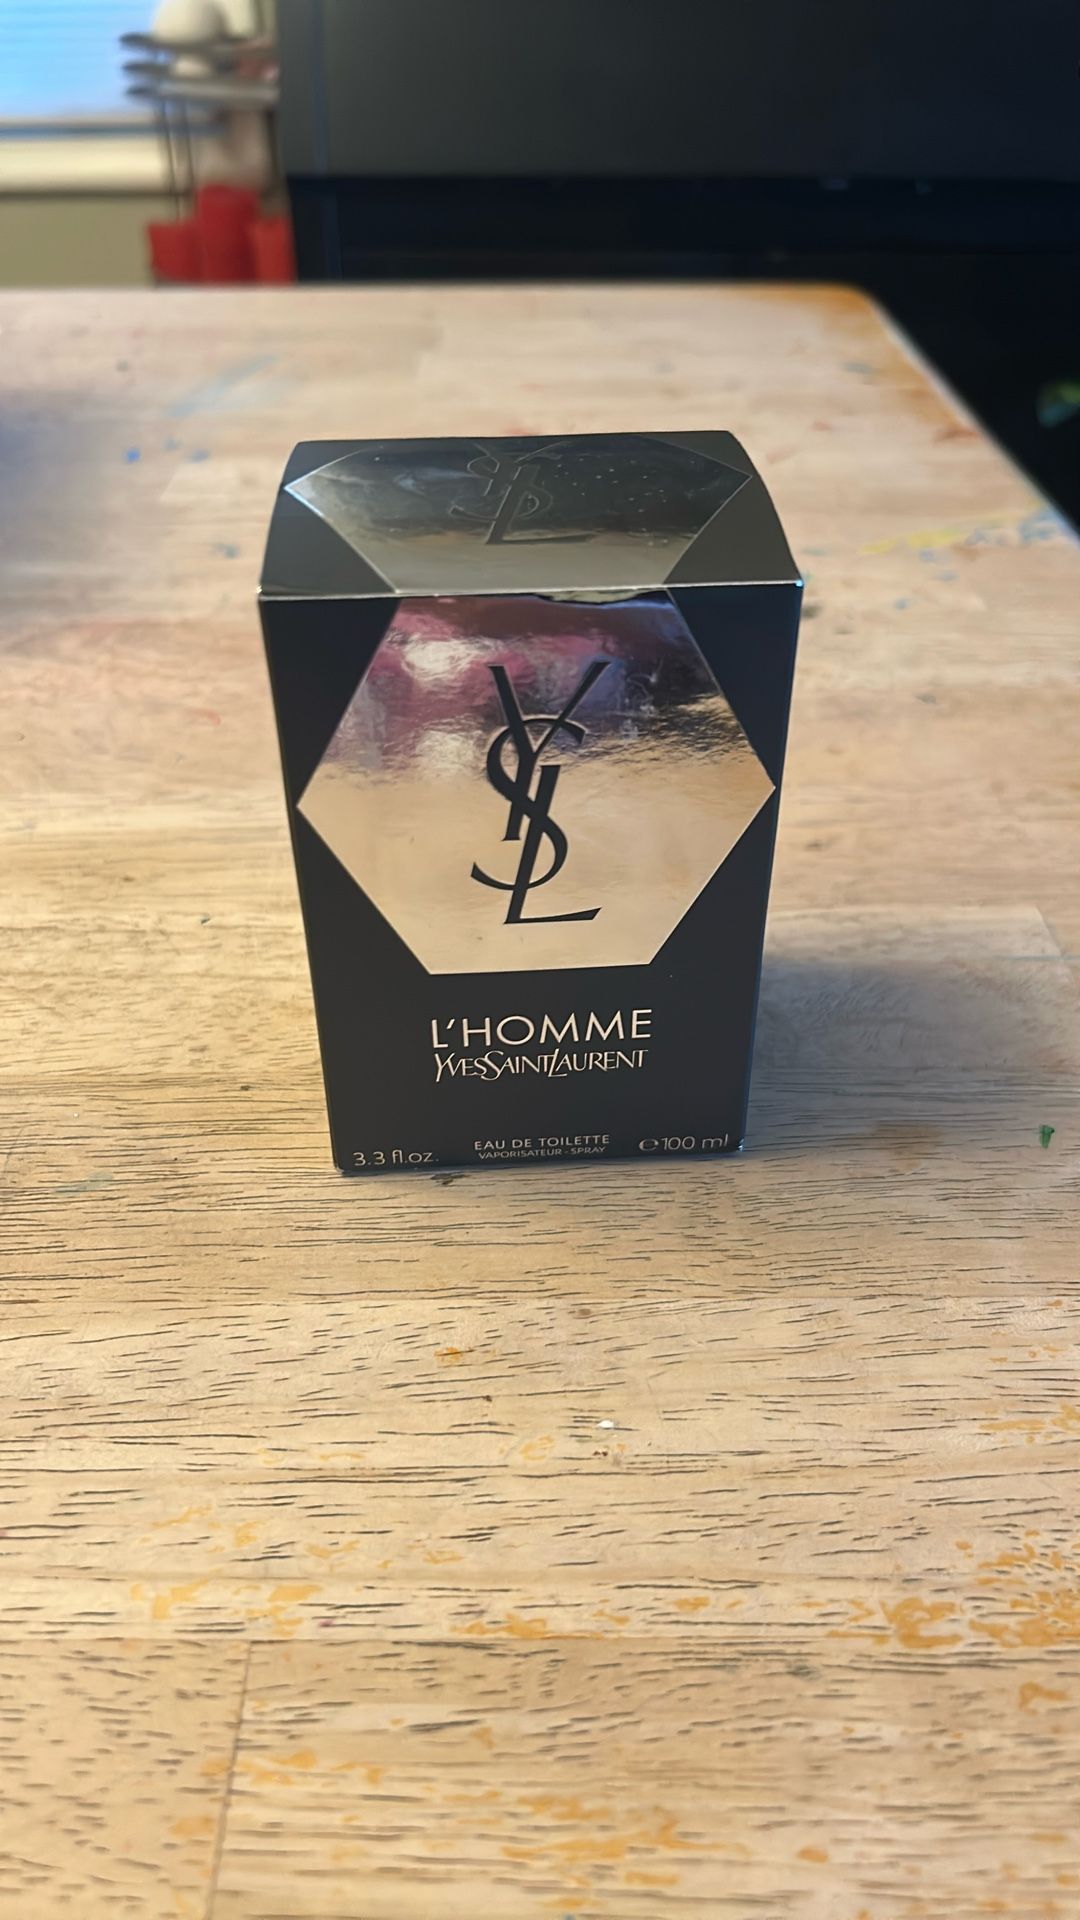 YSL
YSL
L'HOMME
YVESSAINTLAURENT
EAU DE TOILETTE
VAPORISATEUR - SPRAY
3.3 fl.oz.
℮100 ml